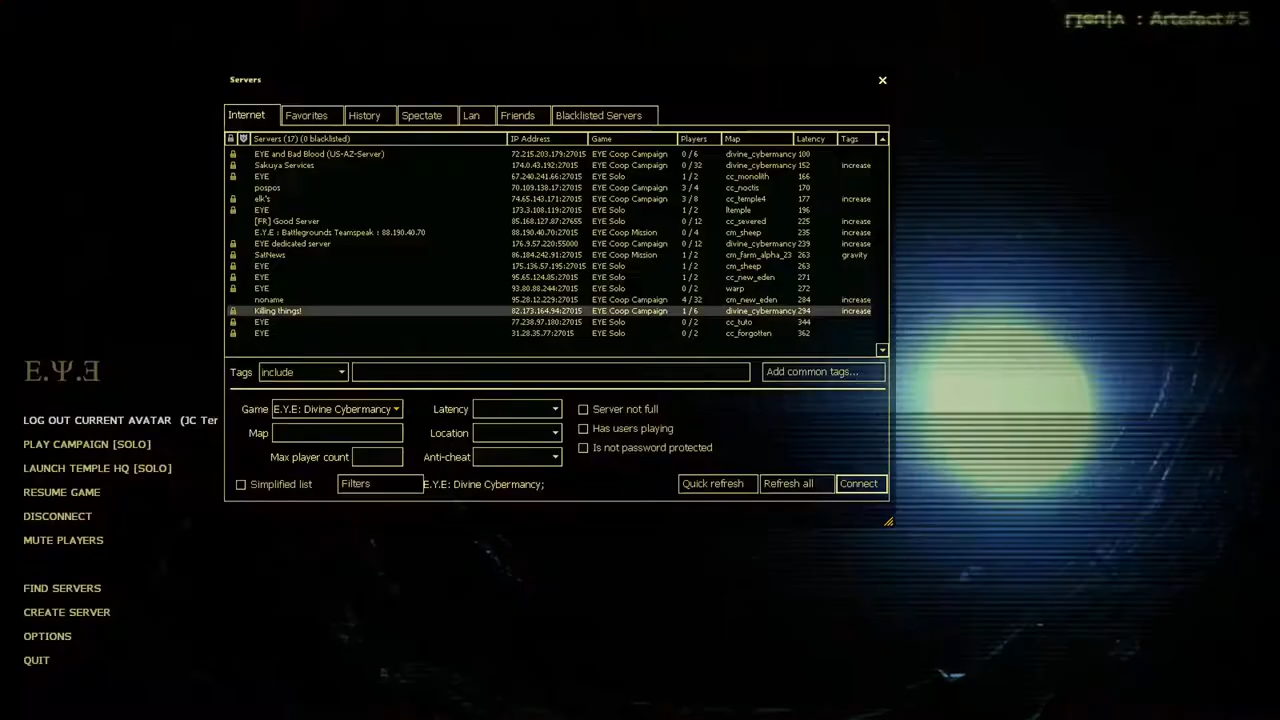 Artefact#5
Servers
Internet Favorites History Spectate Lan Friends Blacklisted Servers
Servers (17) (0 blacklisted) IP Address Game Players Map Latency Tags
EYE and Bad Blood (US-AZ-Server) 72.215.203.179:27015 EYE Coop Campaign 0 / 6 divine_cybermancy 100
Sakuya Services 174.0.43.192:27015 EYE Coop Campaign 0 / 32 divine_cybermancy 152 increase
EYE 67.240.241.66:27015 EYE Solo 1 / 2 cc_monolith 166
pospos 70.109.138.17:27015 EYE Coop Campaign 3 / 4 cc_noctis 170
elk's 74.65.143.171:27015 EYE Coop Campaign 3 / 8 cc_temple4 177 increase
EYE 173.3.108.119:27015 EYE Solo 1 / 2 ltemple 196
[FR] Good Server 85.168.127.87:27655 EYE Solo 0 / 12 cc_severed 225 increase
E.Y.E : Battlegrounds Teamspeak : 88.190.40.70 88.190.40.70:27015 EYE Coop Mission 0 / 4 cm_sheep 235 increase
EYE dedicated server 176.9.57.220:55000 EYE Coop Campaign 0 / 12 divine_cybermancy 239 increase
SatNews 86.184.242.91:27015 EYE Coop Mission 1 / 2 cm_farm_alpha_23 263 gravity
EYE 175.136.57.195:27015 EYE Solo 1 / 2 cm_sheep 263
EYE 95.65.124.85:27015 EYE Solo 1 / 2 cc_new_eden 271
EYE 93.80.88.244:27015 EYE Solo 0 / 2 warp 272
noname 95.28.12.229:27015 EYE Coop Campaign 4 / 32 cm_new_eden 284 increase
Killing things! 82.173.164.94:27015 EYE Coop Campaign 1 / 6 divine_cybermancy 294 increase
EYE 77.238.97.180:27015 EYE Solo 0 / 2 cc_tuto 344
EYE 31.28.35.77:27015 EYE Solo 0 / 2 cc_forgotten 362
Tags include Add common tags...
Game E.Y.E: Divine Cybermancy Latency Server not full
Map Location Has users playing
Max player count Anti-cheat Is not password protected
Simplified list Filters E.Y.E: Divine Cybermancy; Quick refresh Refresh all Connect
E.Ψ.Ǝ
LOG OUT CURRENT AVATAR (JC Ter
PLAY CAMPAIGN [SOLO]
LAUNCH TEMPLE HQ [SOLO]
RESUME GAME
DISCONNECT
MUTE PLAYERS
FIND SERVERS
CREATE SERVER
OPTIONS
QUIT